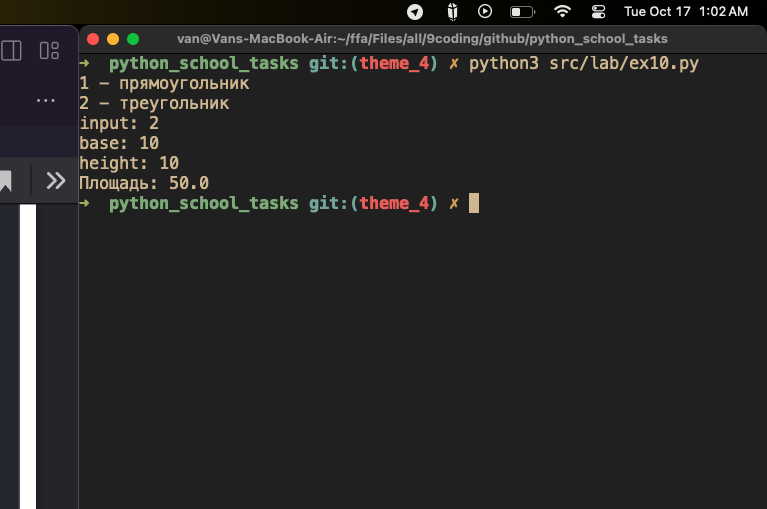 Tue Oct 17 1:02 AM
van@Vans-MacBook-Air:~/ffa/Files/all/9coding/github/python_school_tasks
➜ python_school_tasks git:(theme_4) ✗ python3 src/lab/ex10.py
1 – прямоугольник
2 – треугольник
input: 2
base: 10
height: 10
Площадь: 50.0
➜ python_school_tasks git:(theme_4) ✗